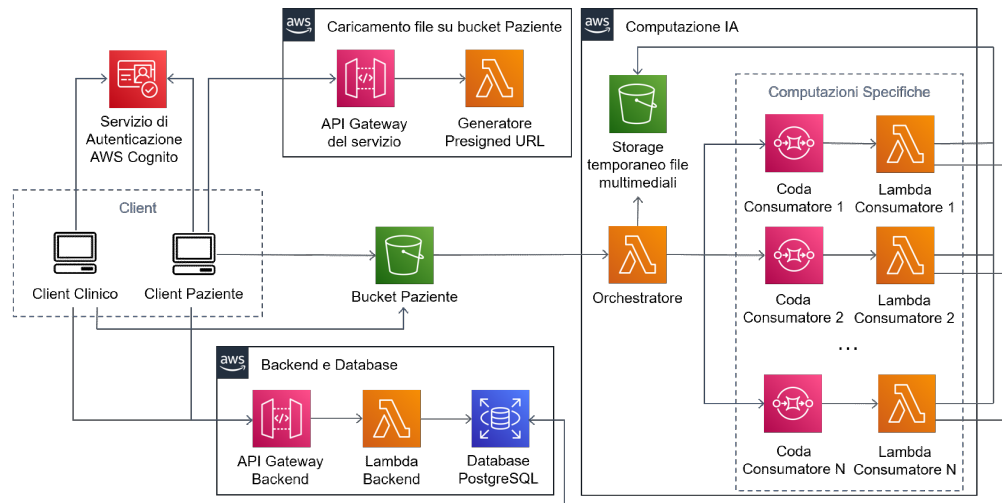 aws
Caricamento file su bucket Paziente
API Gateway
del servizio
Generatore
Presigned URL
aws
Computazione IA
Servizio di
Autenticazione
AWS Cognito
Storage
temporaneo file
multimediali
Computazioni Specifiche
Coda
Consumatore 1
Lambda
Consumatore 1
Client
Client Clinico
Client Paziente
Bucket Paziente
Orchestratore
Coda
Consumatore 2
Lambda
Consumatore 2
...
Coda
Consumatore N
Lambda
Consumatore N
aws
Backend e Database
API Gateway
Backend
Lambda
Backend
Database
PostgreSQL